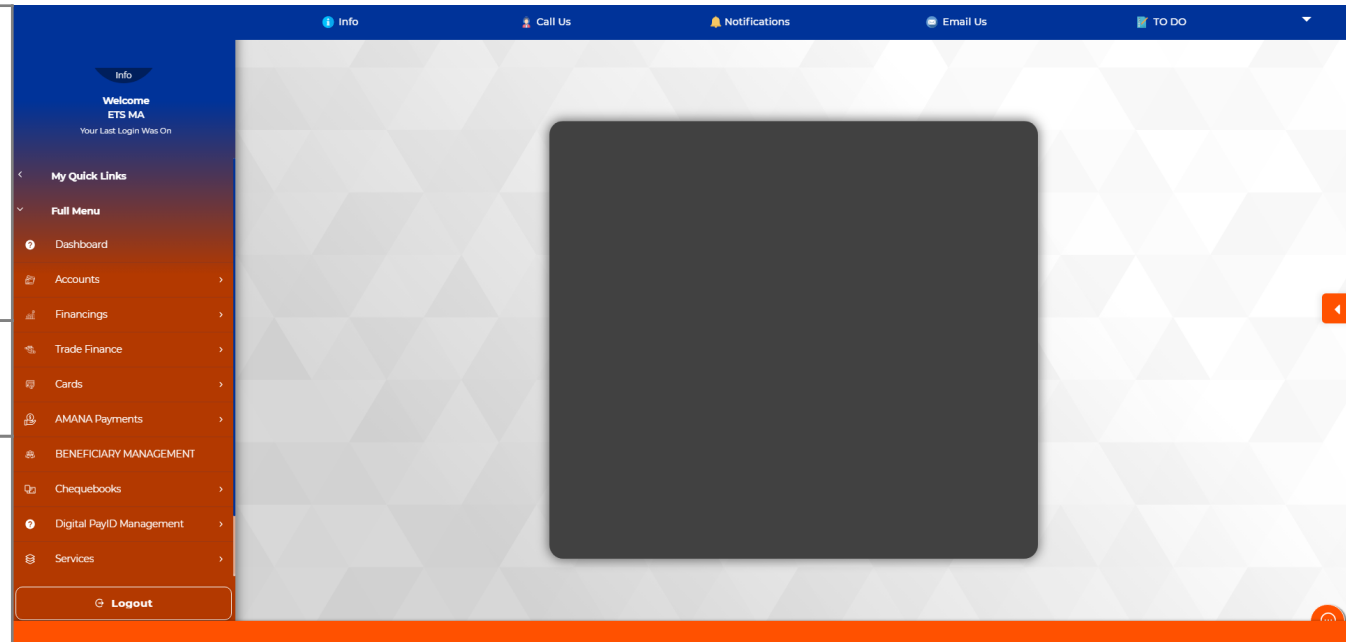 Info
Call Us
Notifications
Email Us
TO DO
Info
Welcome
ETS MA
Your Last Login Was On
My Quick Links
Full Menu
Dashboard
Accounts
Financings
Trade Finance
Cards
AMANA Payments
BENEFICIARY MANAGEMENT
Chequebooks
Digital PayID Management
Services
Logout